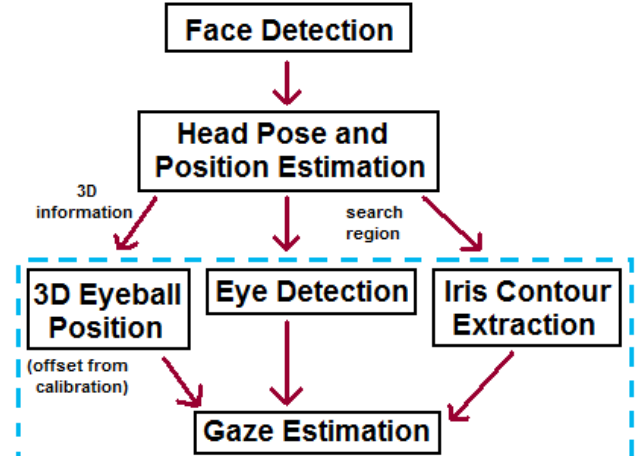 Face Detection
Head Pose and
Position Estimation
3D
information
search
region
3D Eyeball
Position
Eye Detection
Iris Contour
Extraction
(offset from
calibration)
Gaze Estimation